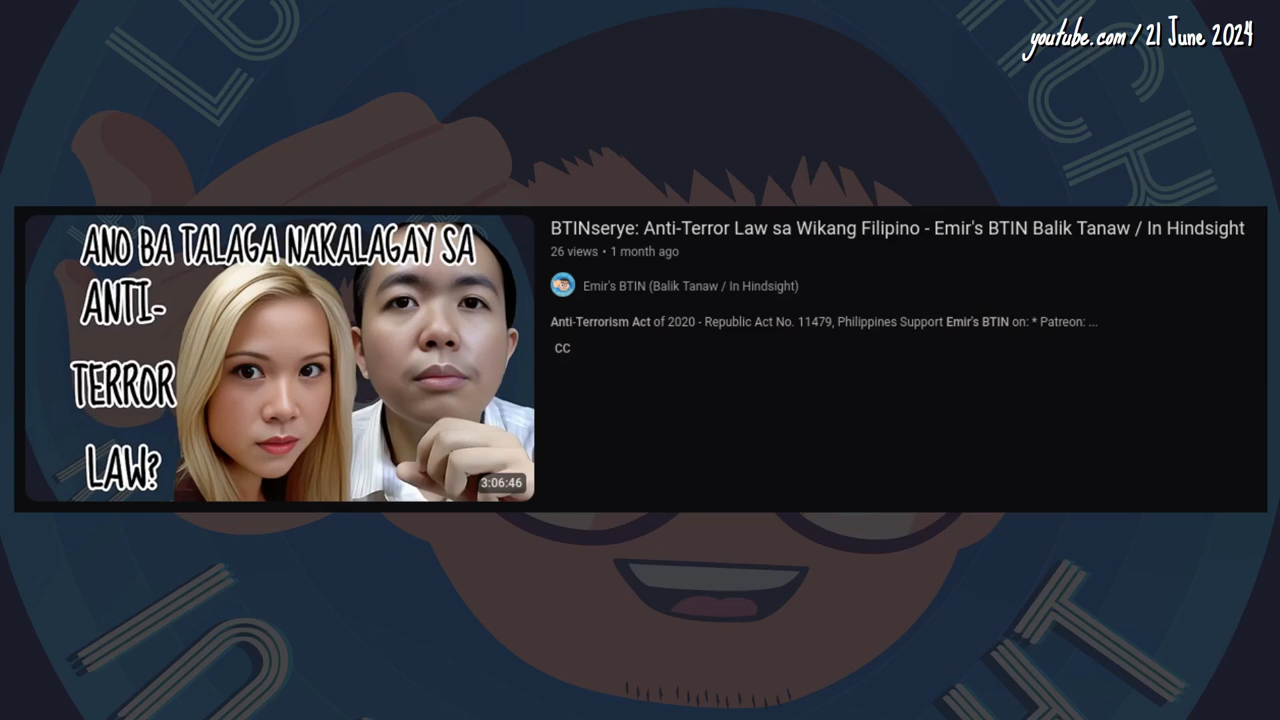 youtube.com / 21 June 2024
ANO BA TALAGA NAKALAGAY SA
ANTI-
TERROR
LAW?
3:06:46
BTINserye: Anti-Terror Law sa Wikang Filipino - Emir's BTIN Balik Tanaw / In Hindsight
26 views • 1 month ago
Emir's BTIN (Balik Tanaw / In Hindsight)
Anti-Terrorism Act of 2020 - Republic Act No. 11479, Philippines Support Emir's BTIN on: * Patreon: ...
CC